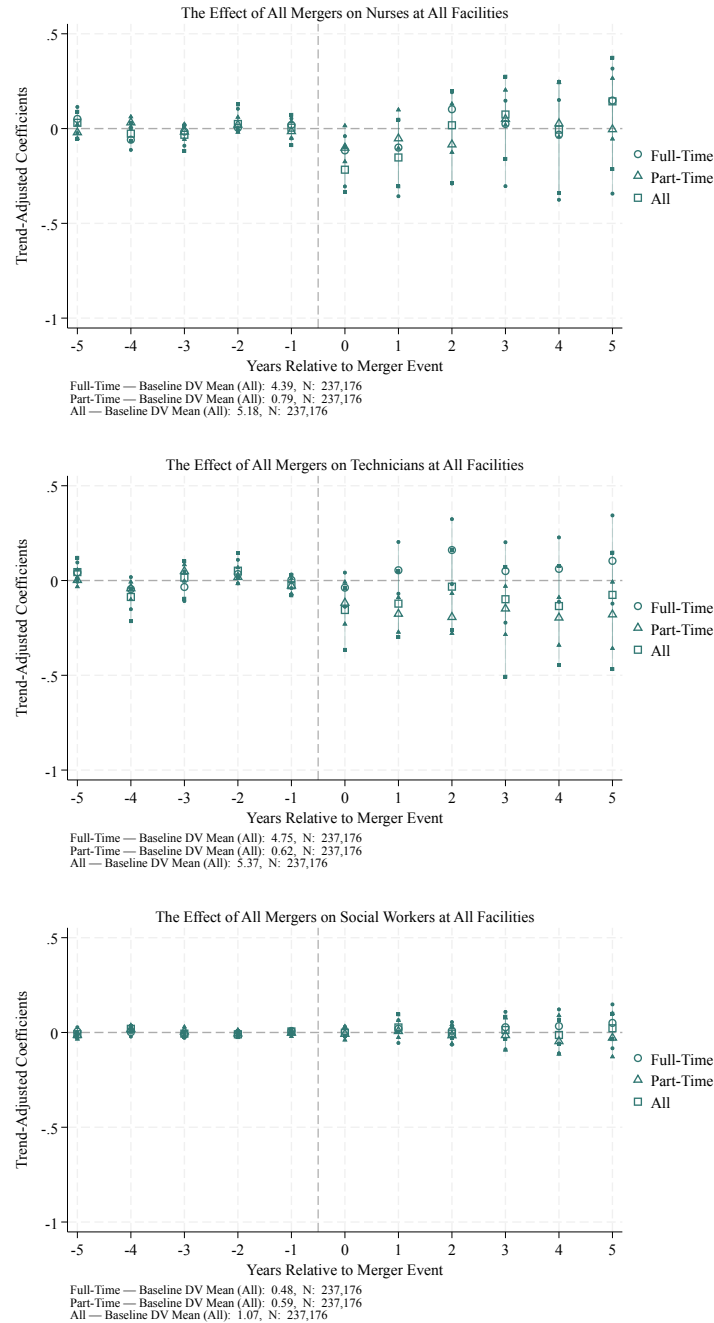 The Effect of All Mergers on Nurses at All Facilities
.5
0
-.5
-1
Trend-Adjusted Coefficients
-5 -4 -3 -2 -1 0 1 2 3 4 5
Years Relative to Merger Event
Full-Time
Part-Time
All
Full-Time — Baseline DV Mean (All): 4.39, N: 237,176
Part-Time — Baseline DV Mean (All): 0.79, N: 237,176
All — Baseline DV Mean (All): 5.18, N: 237,176
The Effect of All Mergers on Technicians at All Facilities
.5
0
-.5
-1
Trend-Adjusted Coefficients
-5 -4 -3 -2 -1 0 1 2 3 4 5
Years Relative to Merger Event
Full-Time
Part-Time
All
Full-Time — Baseline DV Mean (All): 4.75, N: 237,176
Part-Time — Baseline DV Mean (All): 0.62, N: 237,176
All — Baseline DV Mean (All): 5.37, N: 237,176
The Effect of All Mergers on Social Workers at All Facilities
.5
0
-.5
-1
Trend-Adjusted Coefficients
-5 -4 -3 -2 -1 0 1 2 3 4 5
Years Relative to Merger Event
Full-Time
Part-Time
All
Full-Time — Baseline DV Mean (All): 0.48, N: 237,176
Part-Time — Baseline DV Mean (All): 0.59, N: 237,176
All — Baseline DV Mean (All): 1.07, N: 237,176